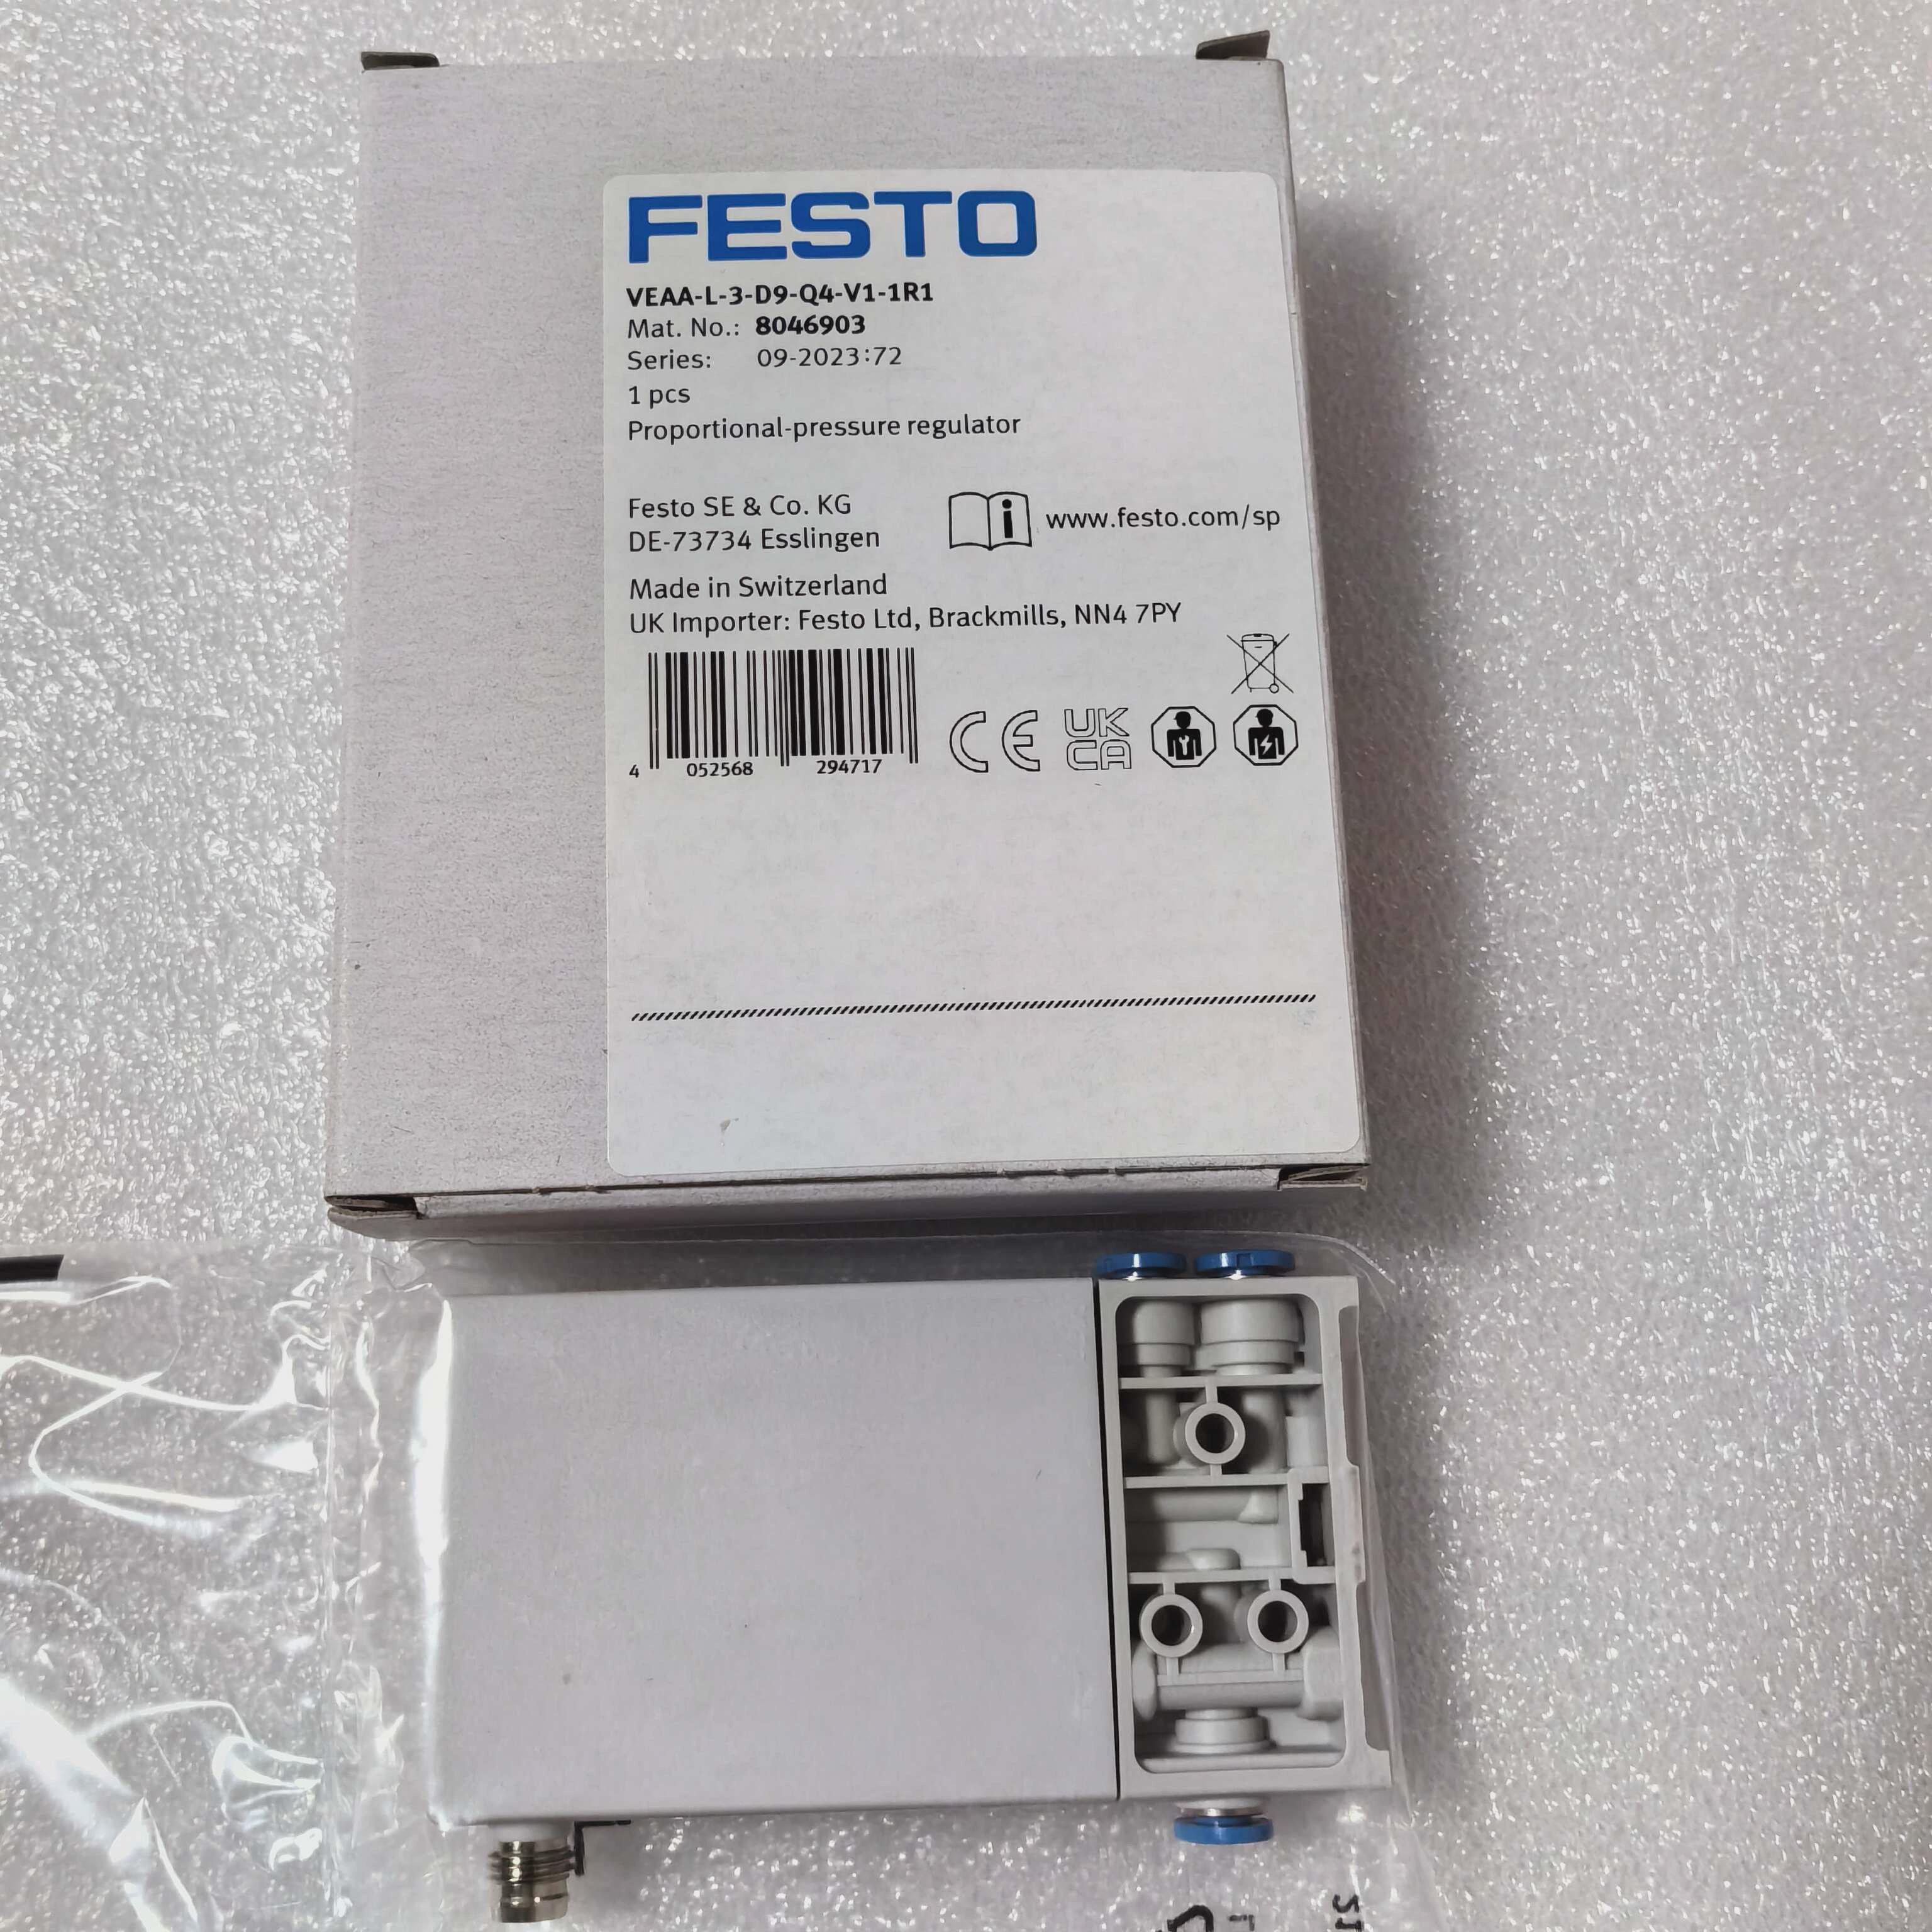 FESTO
VEAA-L-3-D9-Q4-V1-1R1
Mat. No.: 8046903
Series: 09-2023:72
1 pcs
Proportional-pressure regulator
Festo SE & Co. KG
DE-73734 Esslingen
i www.festo.com/sp
Made in Switzerland
UK Importer: Festo Ltd, Brackmills, NN4 7PY
4 052568 294717
CE UK
CA